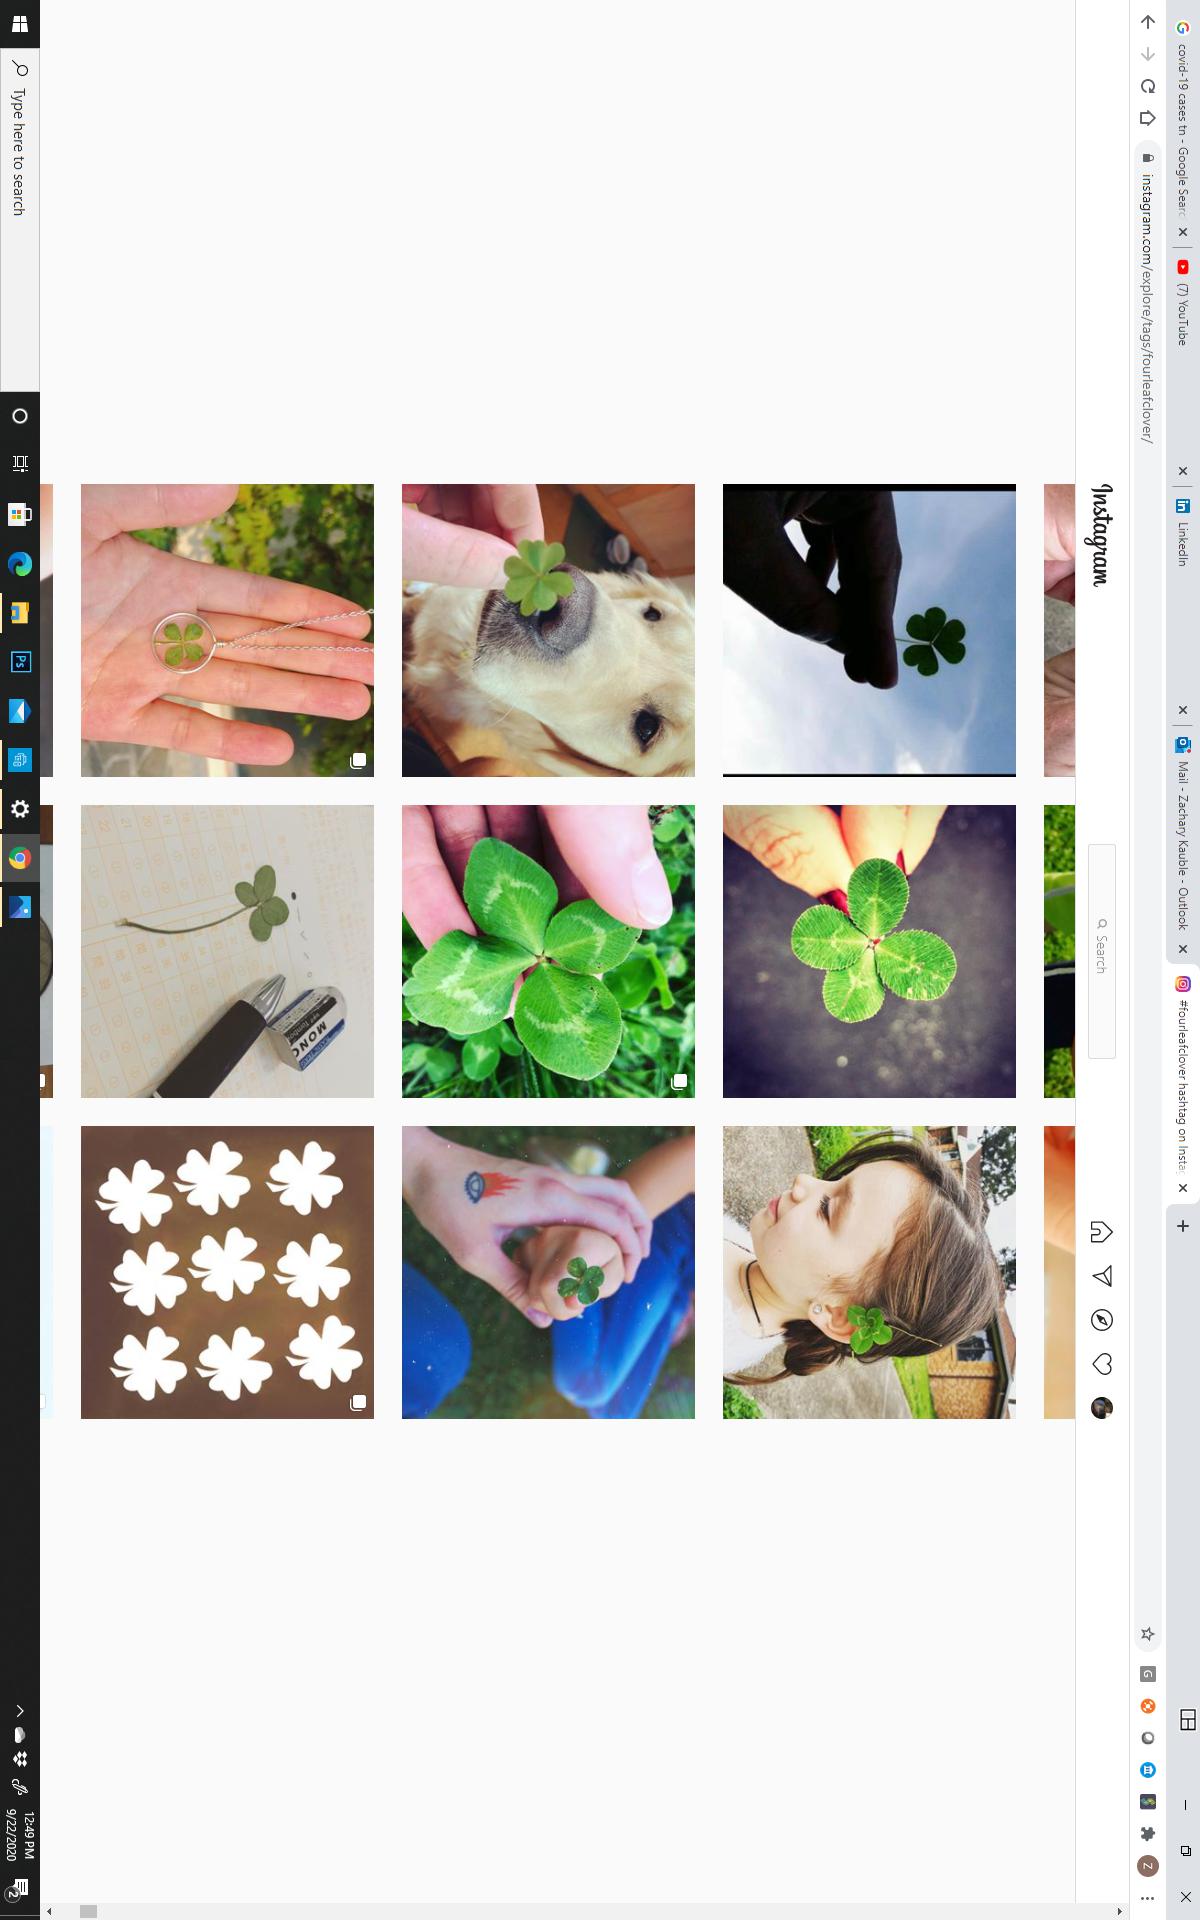 covid-19 cases tn - Google Searc
(7) YouTube
LinkedIn
Mail - Zachary Kauble - Outlook
#fourleafclover hashtag on Insta
instagram.com/explore/tags/fourleafclover/
G
Z
Instagram
Search
MONO
Type here to search
Ps
12:49 PM
9/22/2020
2